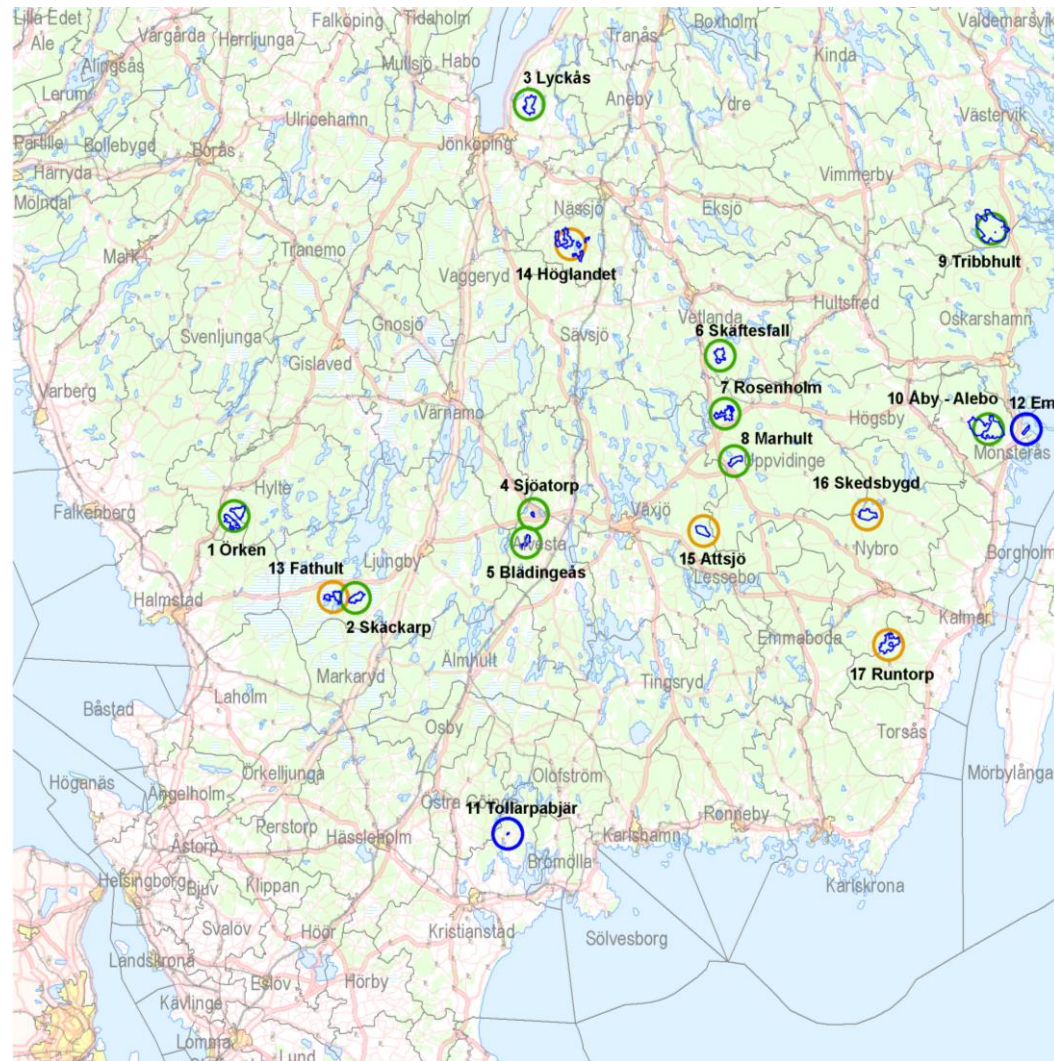 Lilla Edet
Falköping
Tidaholm
Boxholm
Valdemarsvik
Ale
Vårgårda
Herrljunga
Tranås
Kinda
Alingsås
Mullsjö
Habo
3 Lyckås
Aneby
Ydre
Lerum
Ulricehamn
Västervik
Partille
Bollebygd
Borås
Jönköping
Härryda
Vimmerby
Mölndal
Nässjö
Eksjö
Mark
Tranemo
14 Höglandet
9 Tribbhult
Vaggeryd
Vetlanda
Hultsfred
Svenljunga
Gnosjö
Sävsjö
6 Skäftesfall
Oskarshamn
Gislaved
Varberg
Värnamo
7 Rosenholm
Högsby
10 Åby - Alebo
12 Em
8 Marhult
Mönsterås
Uppvidinge
Hylte
4 Sjöatorp
16 Skedsbygd
Falkenberg
Växjö
1 Örken
Ljungby
Alvesta
15 Attsjö
Nybro
Borgholm
13 Fathult
5 Blädingeås
Lessebo
Halmstad
2 Skäckarp
Kalmar
Emmaboda
Älmhult
Markaryd
17 Runtorp
Laholm
Tingsryd
Båstad
Osby
Torsås
Mörbylånga
Örkelljunga
Olofström
Höganäs
Ängelholm
Östra Göinge
11 Tollarpabjär
Perstorp
Hässleholm
Ronneby
Åstorp
Karlshamn
Helsingborg
Bromölla
Bjuv
Klippan
Karlskrona
Svalöv
Höör
Kristianstad
Sölvesborg
Landskrona
Eslöv
Hörby
Kävlinge
Lomma
Lund